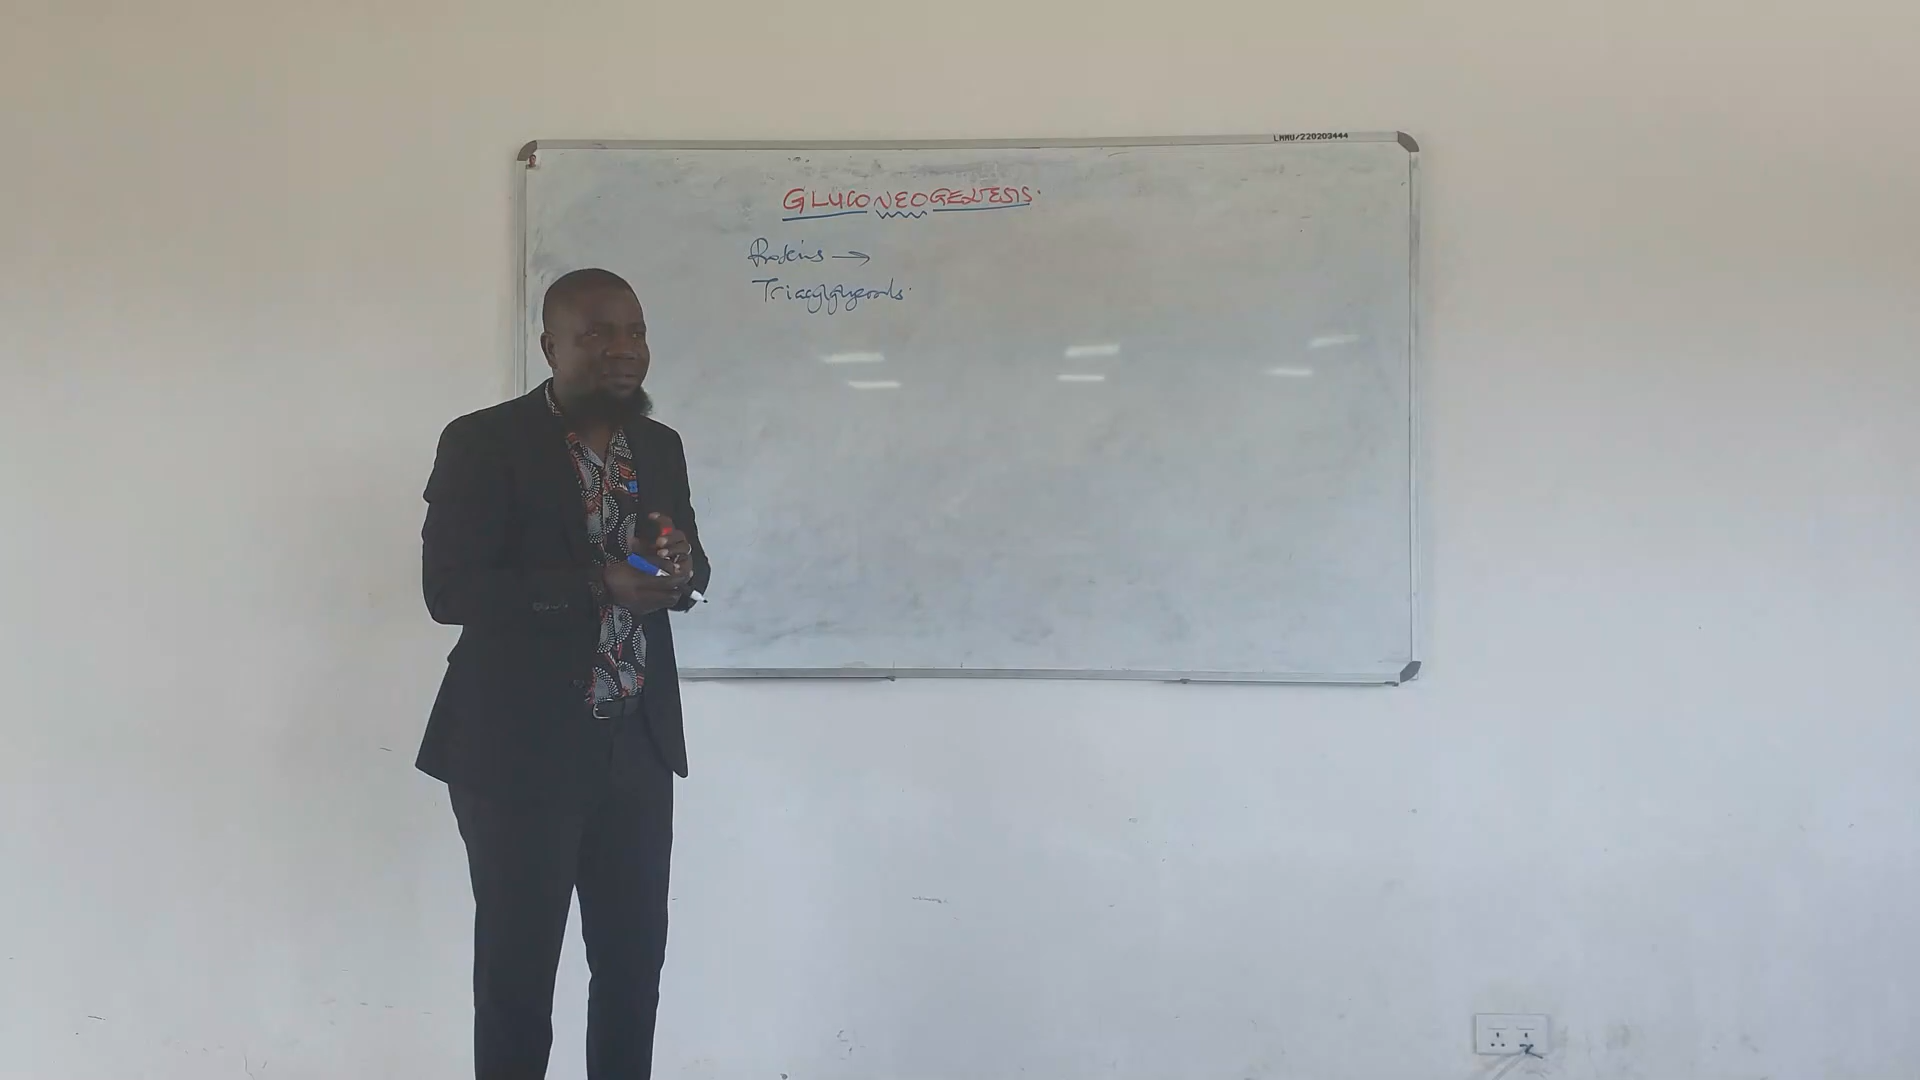 LMMU/220203444
GLUCONEOGENESIS.
Proteins →
Triacylglycerols.